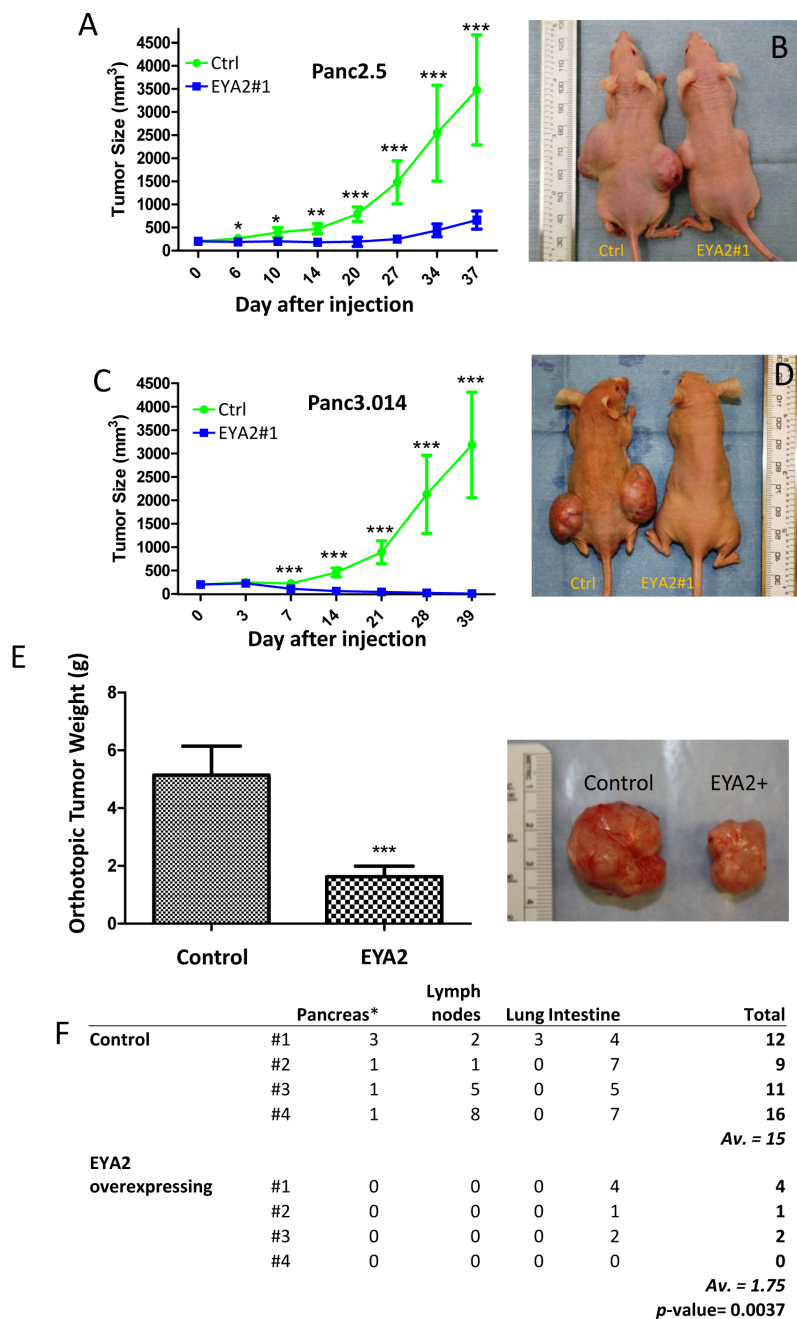 A
Ctrl
EYA2#1
Panc2.5
Tumor Size (mm3)
4500
4000
3500
3000
2500
2000
1500
1000
500
0
* * ** *** *** *** ***
0 6 10 14 20 27 34 37
Day after injection
B
Ctrl EYA2#1
C
Ctrl
EYA2#1
Panc3.014
Tumor Size (mm3)
4500
4000
3500
3000
2500
2000
1500
1000
500
0
*** *** *** *** ***
0 3 7 14 21 28 39
Day after injection
D
Ctrl EYA2#1
E
Orthotopic Tumor Weight (g)
8
6
4
2
0
***
Control EYA2
Control EYA2+
METRIC 1
2
3
4
F
Pancreas* Lymph nodes Lung Intestine Total
Control #1 3 2 3 4 12
#2 1 1 0 7 9
#3 1 5 0 5 11
#4 1 8 0 7 16
Av. = 15
EYA2
overexpressing #1 0 0 0 4 4
#2 0 0 0 1 1
#3 0 0 0 2 2
#4 0 0 0 0 0
Av. = 1.75
p-value= 0.0037